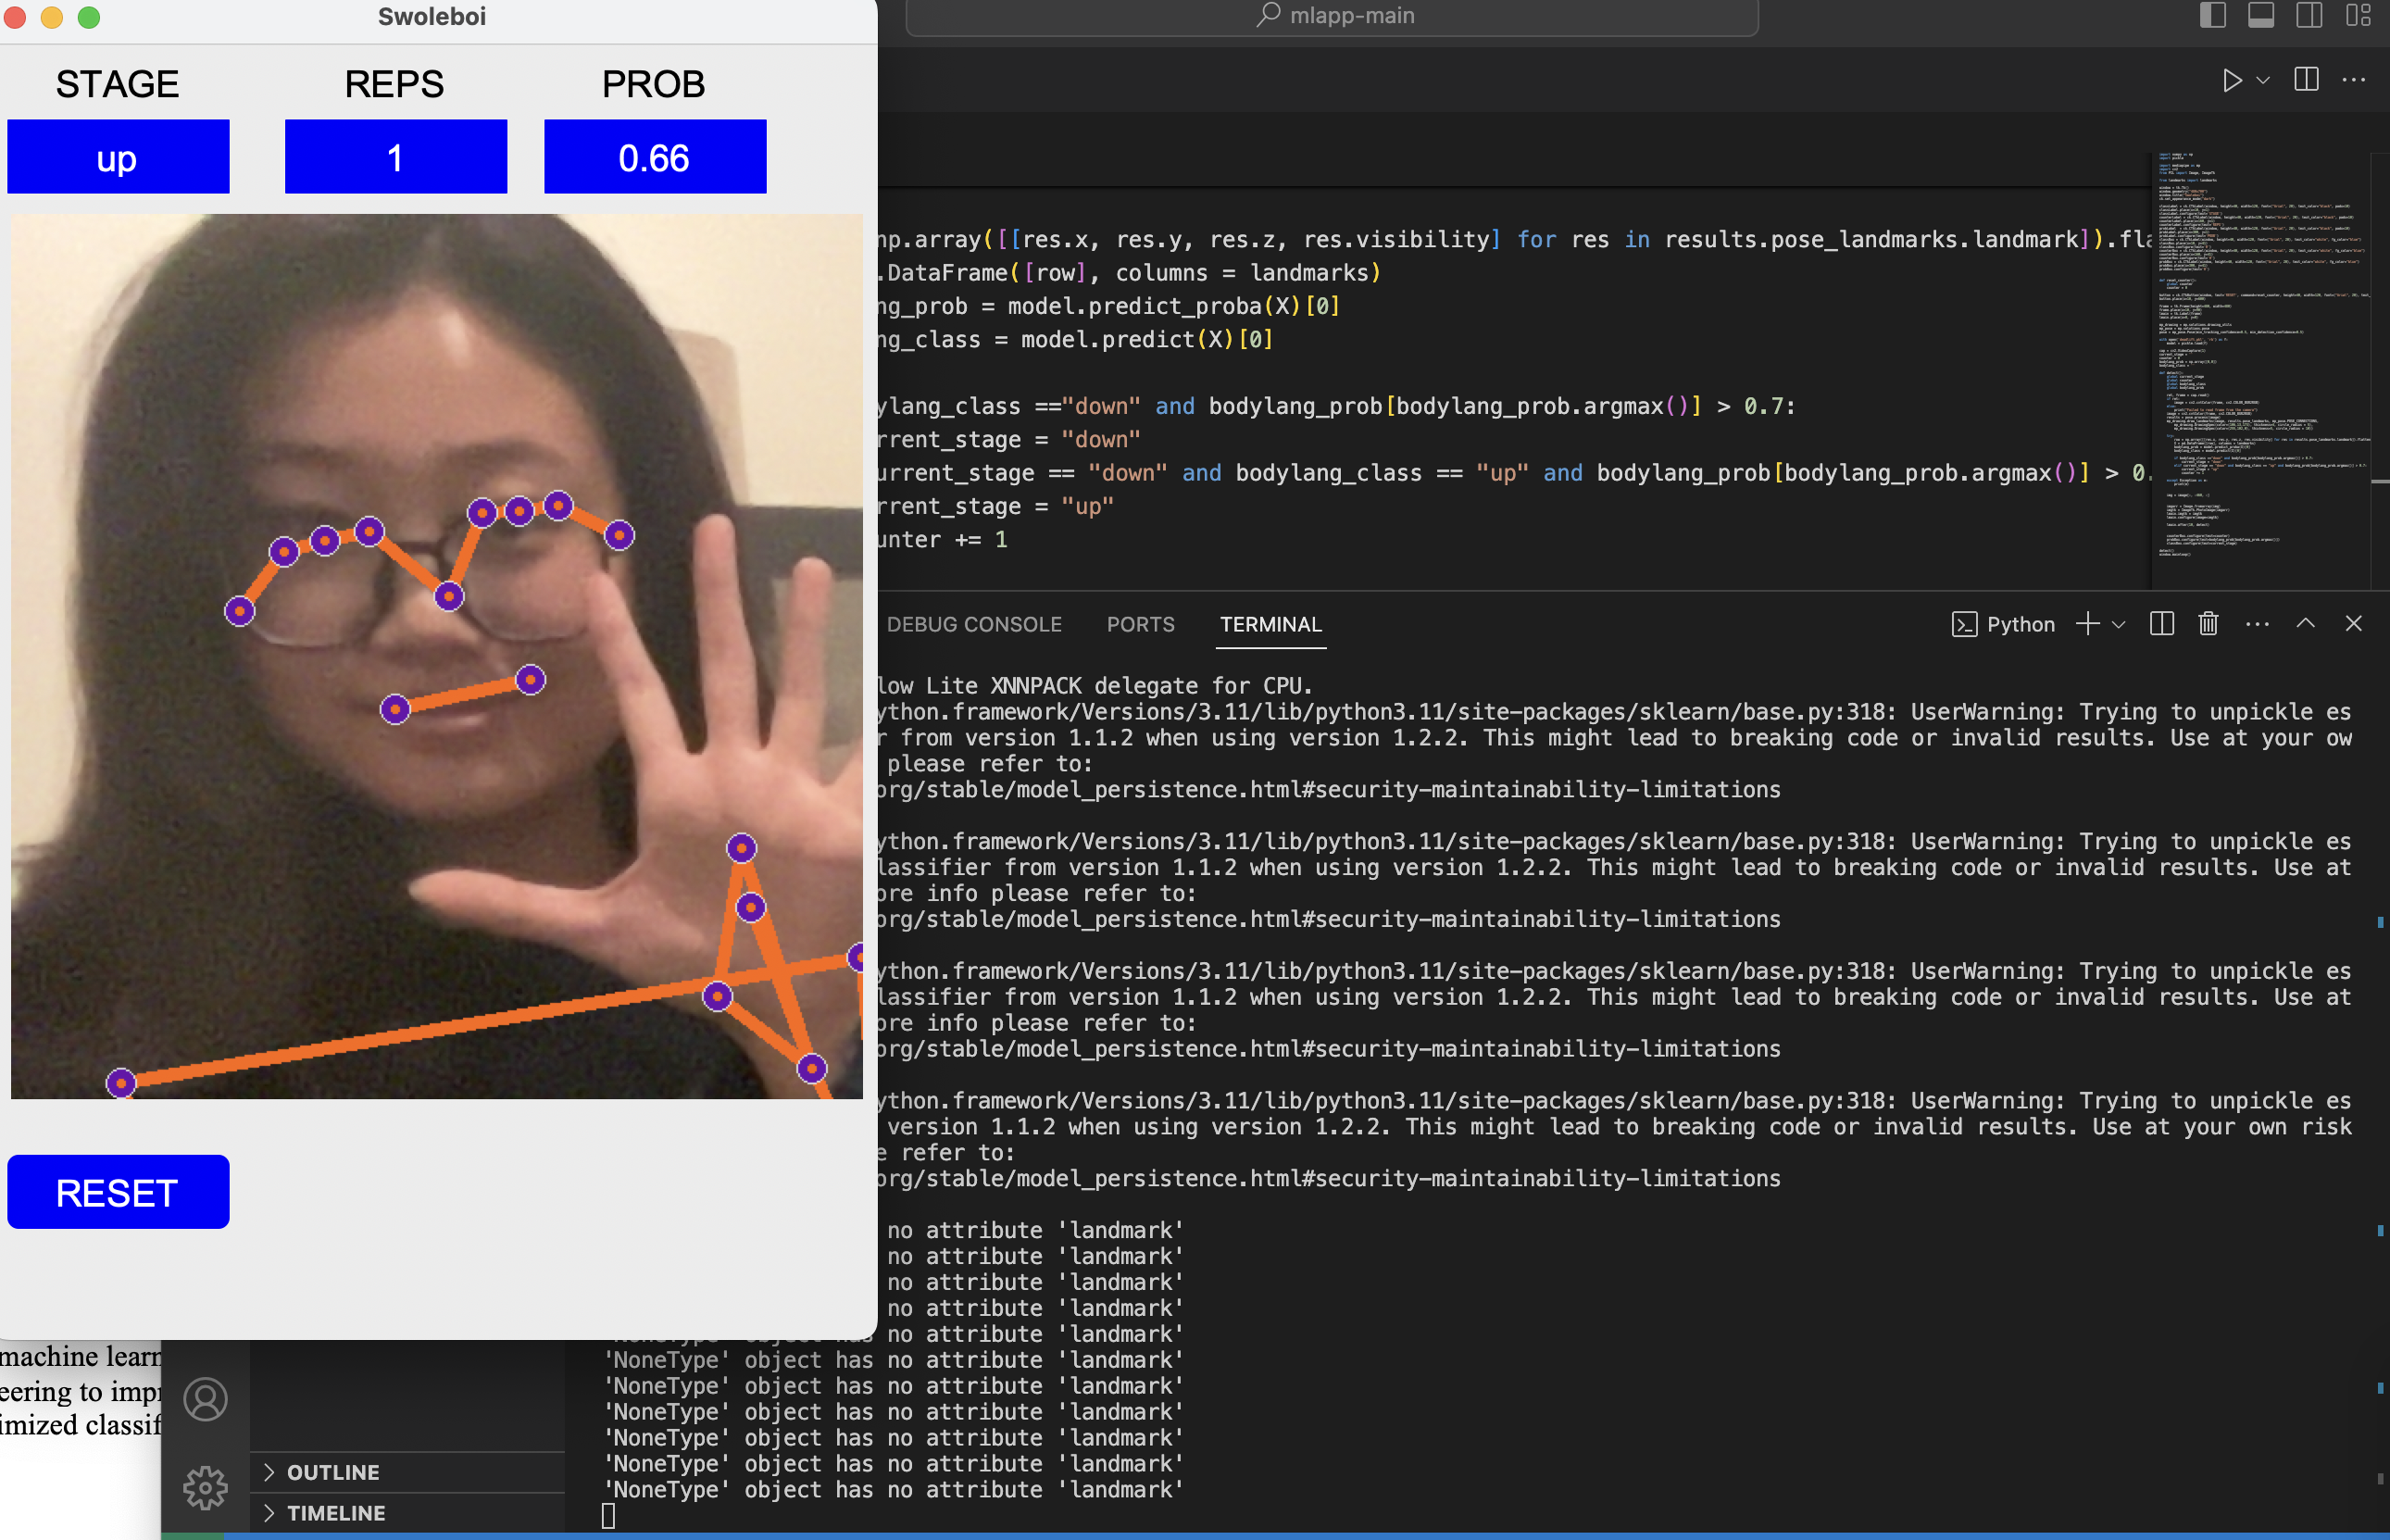 Swoleboi
mlapp-main
STAGE REPS PROB
up 1 0.66
np.array([[res.x, res.y, res.z, res.visibility] for res in results.pose_landmarks.landmark]).fla
.DataFrame([row], columns = landmarks)
ng_prob = model.predict_proba(X)[0]
ng_class = model.predict(X)[0]
ylang_class =="down" and bodylang_prob[bodylang_prob.argmax()] > 0.7:
rrent_stage = "down"
urrent_stage == "down" and bodylang_class == "up" and bodylang_prob[bodylang_prob.argmax()] > 0.
rrent_stage = "up"
unter += 1
DEBUG CONSOLE PORTS TERMINAL Python
low Lite XNNPACK delegate for CPU.
ython.framework/Versions/3.11/lib/python3.11/site-packages/sklearn/base.py:318: UserWarning: Trying to unpickle es
r from version 1.1.2 when using version 1.2.2. This might lead to breaking code or invalid results. Use at your ow
please refer to:
org/stable/model_persistence.html#security-maintainability-limitations
ython.framework/Versions/3.11/lib/python3.11/site-packages/sklearn/base.py:318: UserWarning: Trying to unpickle es
lassifier from version 1.1.2 when using version 1.2.2. This might lead to breaking code or invalid results. Use at
ore info please refer to:
org/stable/model_persistence.html#security-maintainability-limitations
ython.framework/Versions/3.11/lib/python3.11/site-packages/sklearn/base.py:318: UserWarning: Trying to unpickle es
lassifier from version 1.1.2 when using version 1.2.2. This might lead to breaking code or invalid results. Use at
ore info please refer to:
org/stable/model_persistence.html#security-maintainability-limitations
ython.framework/Versions/3.11/lib/python3.11/site-packages/sklearn/base.py:318: UserWarning: Trying to unpickle es
version 1.1.2 when using version 1.2.2. This might lead to breaking code or invalid results. Use at your own risk
e refer to:
org/stable/model_persistence.html#security-maintainability-limitations
RESET
no attribute 'landmark'
no attribute 'landmark'
no attribute 'landmark'
no attribute 'landmark'
'NoneType' object has no attribute 'landmark'
'NoneType' object has no attribute 'landmark'
'NoneType' object has no attribute 'landmark'
'NoneType' object has no attribute 'landmark'
'NoneType' object has no attribute 'landmark'
'NoneType' object has no attribute 'landmark'
'NoneType' object has no attribute 'landmark'
machine learn
eering to imp
imized classif
OUTLINE
TIMELINE